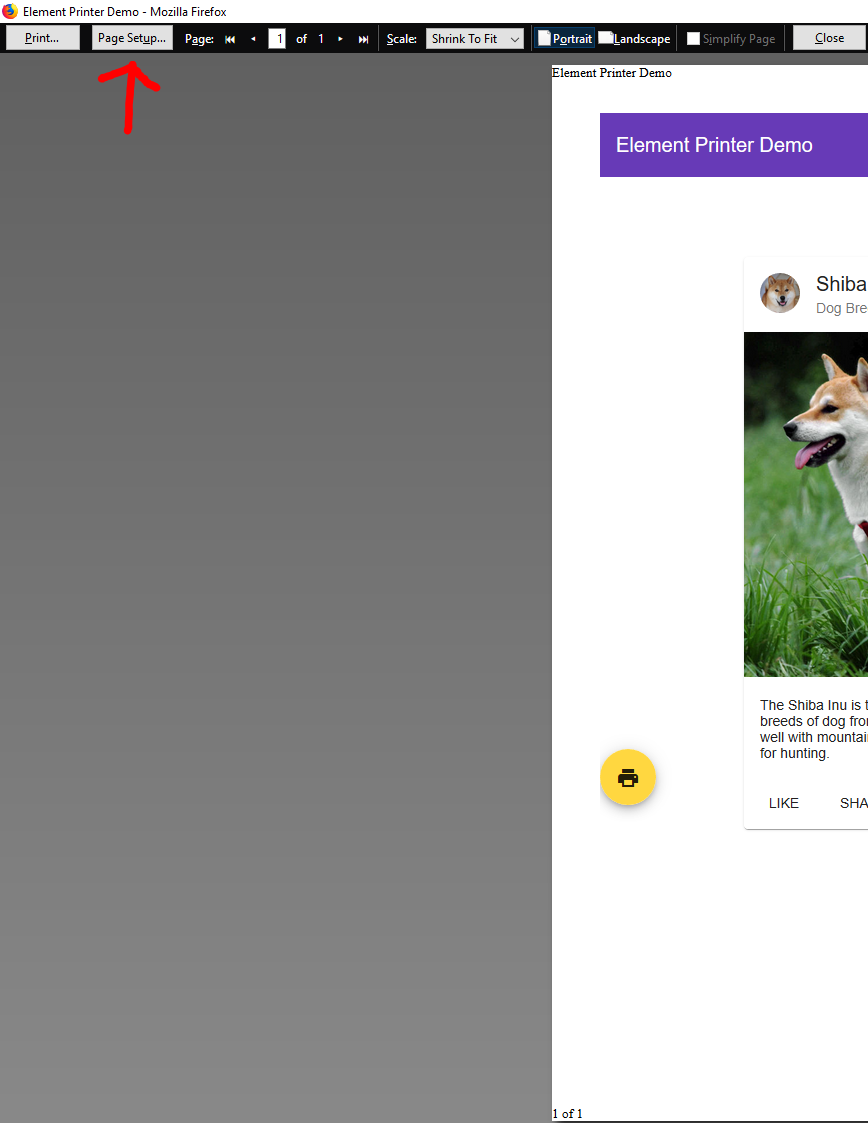 Element Printer Demo - Mozilla Firefox
Print... Page Setup... Page: 1 of 1 Scale: Shrink To Fit Portrait Landscape Simplify Page Close
Element Printer Demo
Element Printer Demo
Shiba
Dog Bre
The Shiba Inu is t
breeds of dog from
well with mountai
for hunting.
LIKE SHA
1 of 1